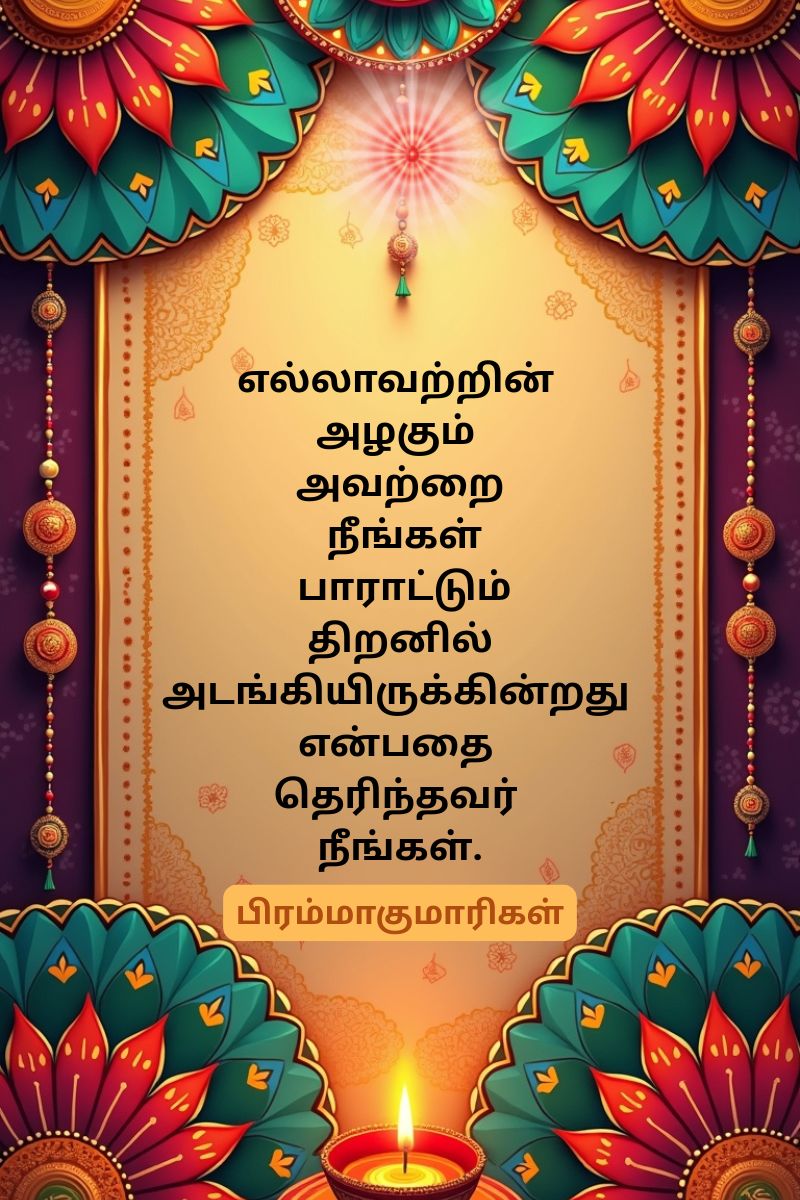 எல்லாவற்றின்
அழகும்
அவற்றை
நீங்கள்
பாராட்டும்
திறனில்
அடங்கியிருக்கின்றது
என்பதை
தெரிந்தவர்
நீங்கள்.
பிரம்மாகுமாரிகள்